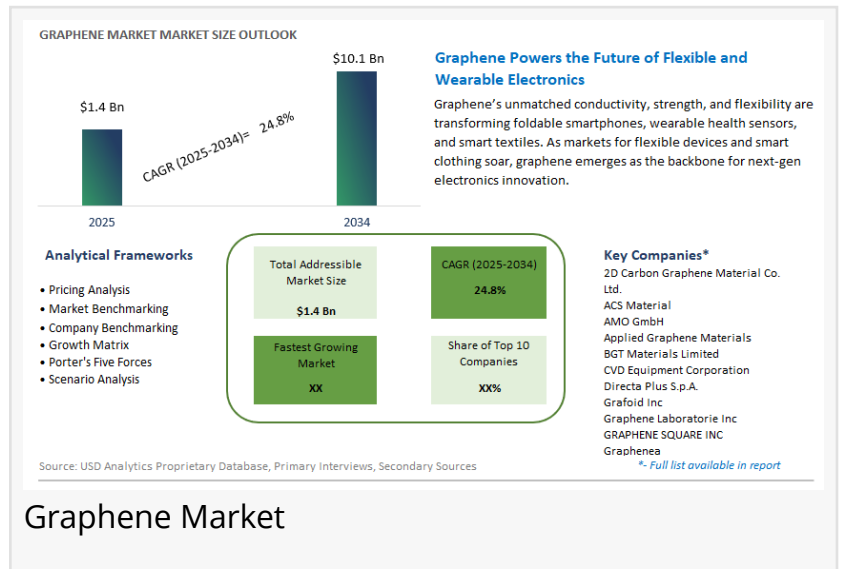 GRAPHENE MARKET MARKET SIZE OUTLOOK
$1.4 Bn
CAGR (2025-2034)= 24.8%
$10.1 Bn
2025
2034
Graphene Powers the Future of Flexible and
Wearable Electronics
Graphene’s unmatched conductivity, strength, and flexibility are
transforming foldable smartphones, wearable health sensors,
and smart textiles. As markets for flexible devices and smart
clothing soar, graphene emerges as the backbone for next-gen
electronics innovation.
Analytical Frameworks
• Pricing Analysis
• Market Benchmarking
• Company Benchmarking
• Growth Matrix
• Porter's Five Forces
• Scenario Analysis
Total Addressible
Market Size
$1.4 Bn
CAGR (2025-2034)
24.8%
Fastest Growing
Market
XX
Share of Top 10
Companies
XX%
Key Companies*
2D Carbon Graphene Material Co.
Ltd.
ACS Material
AMO GmbH
Applied Graphene Materials
BGT Materials Limited
CVD Equipment Corporation
Directa Plus S.p.A.
Grafoid Inc
Graphene Laboratorie Inc
GRAPHENE SQUARE INC
Graphenea
*- Full list available in report
Source: USD Analytics Proprietary Database, Primary Interviews, Secondary Sources
Graphene Market